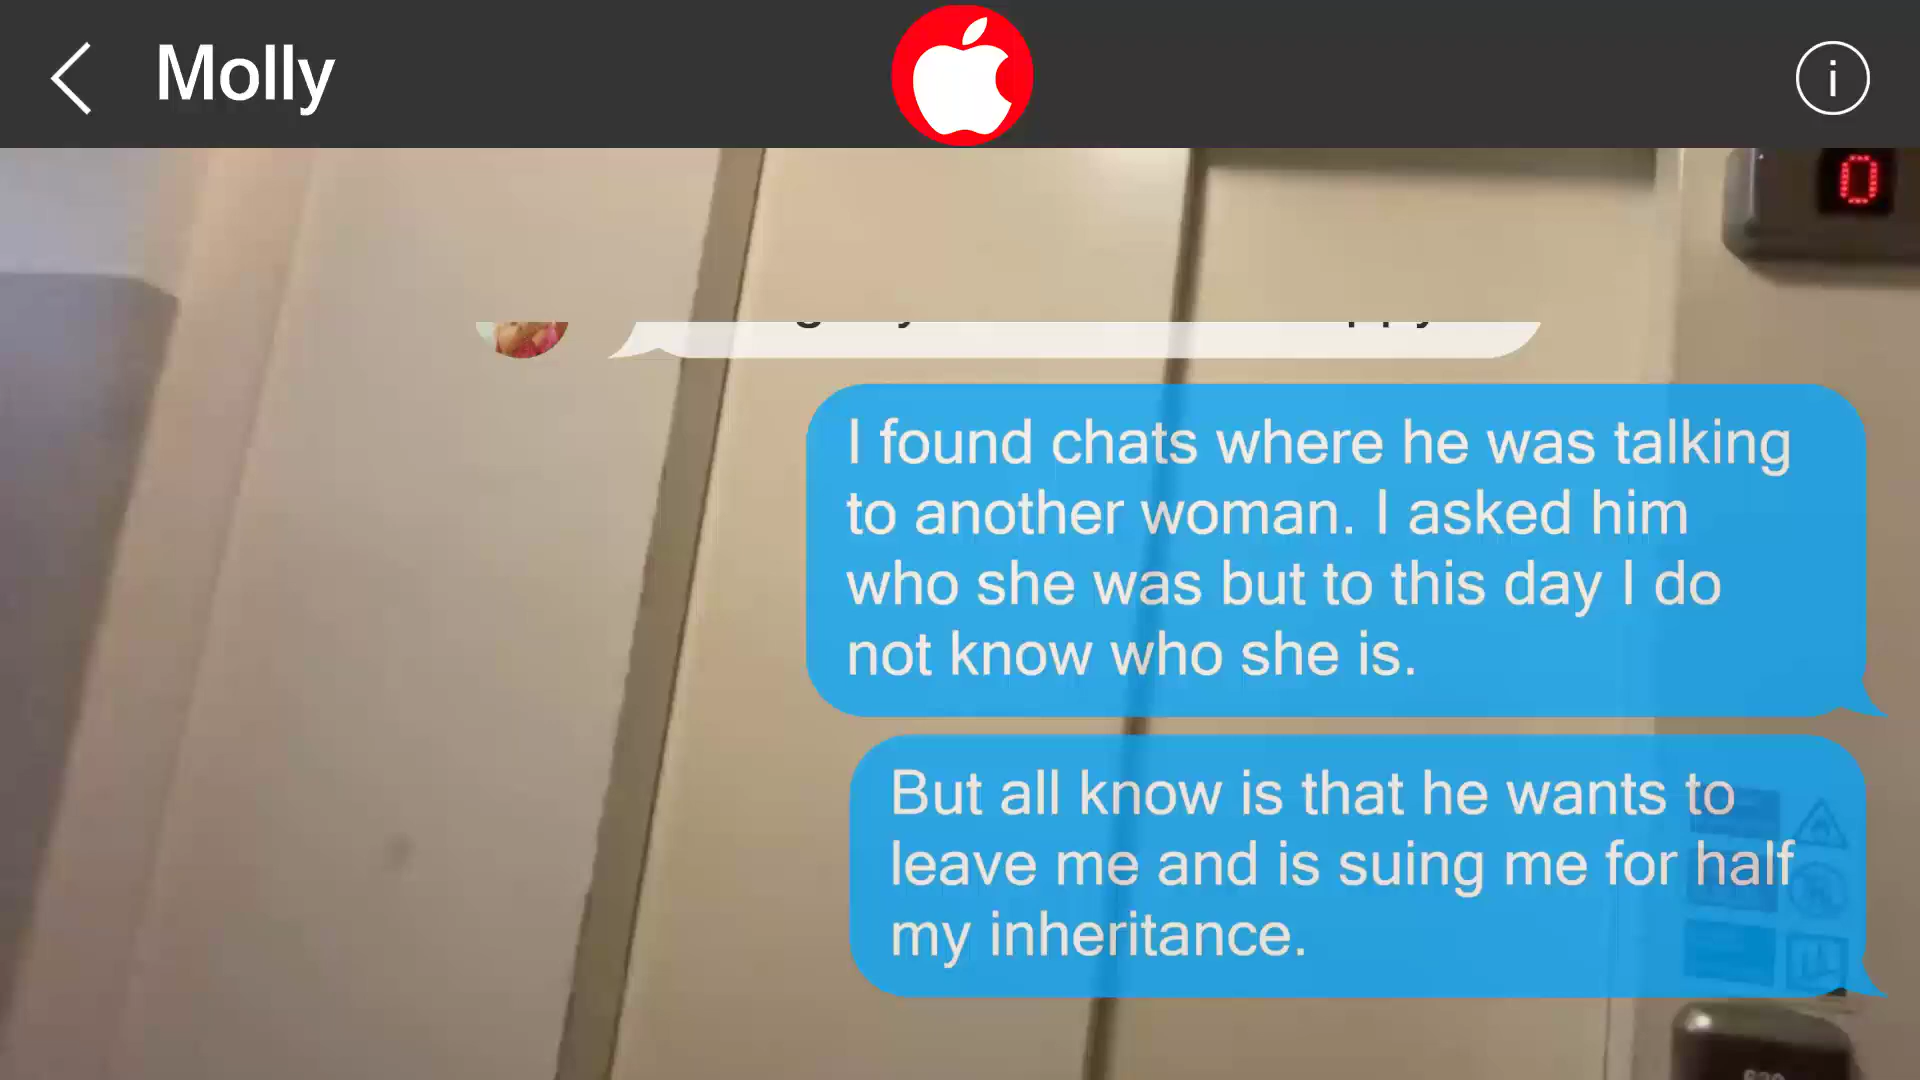 Molly
i
0
I found chats where he was talking
to another woman. I asked him
who she was but to this day I do
not know who she is.
But all know is that he wants to
leave me and is suing me for half
my inheritance.